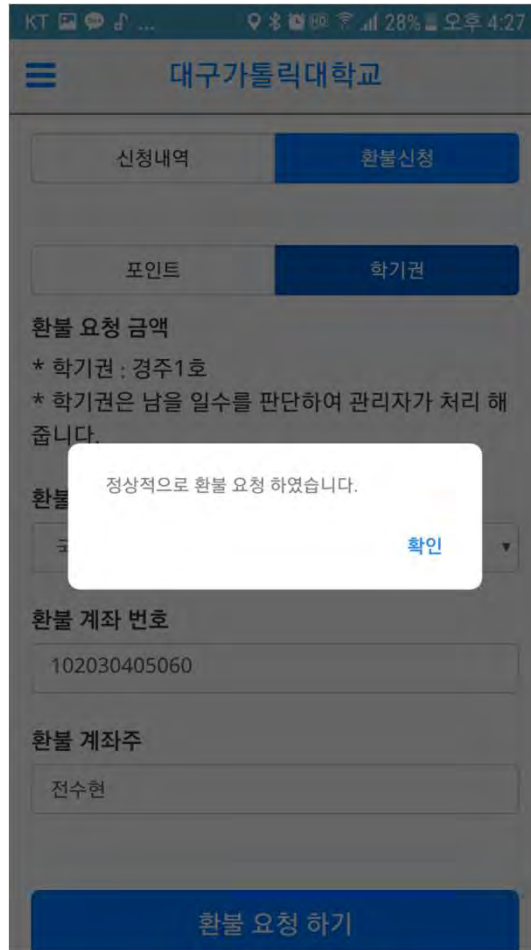 KT ... HD 28% 오후 4:27
대구가톨릭대학교
신청내역 환불신청
포인트 학기권
환불 요청 금액
* 학기권 : 경주1호
* 학기권은 남을 일수를 판단하여 관리자가 처리 해
줍니다.
정상적으로 환불 요청 하였습니다.
환불
확인
환불 계좌 번호
102030405060
환불 계좌주
전수현
환불 요청 하기